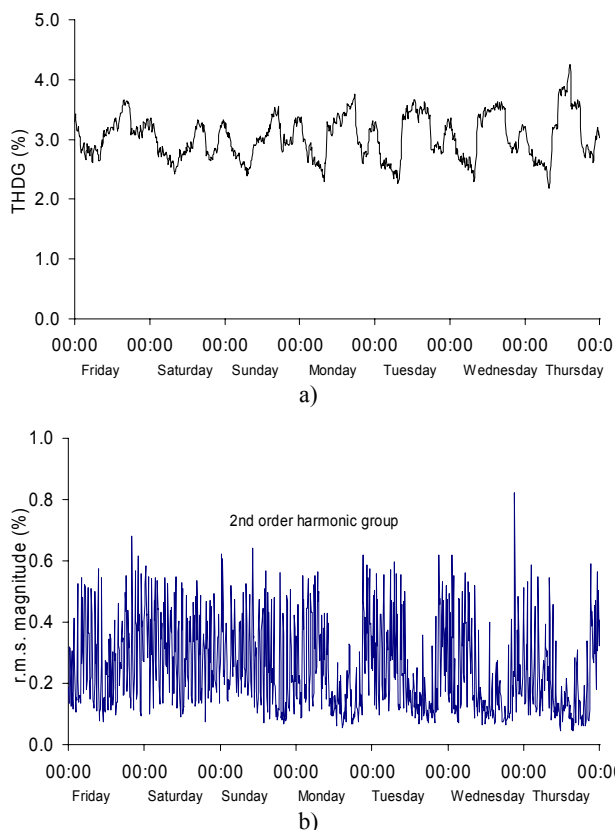 5.0
4.0
3.0
2.0
1.0
0.0
THDG (%)
00:00 00:00 00:00 00:00 00:00 00:00 00:00 00:0
Friday Saturday Sunday Monday Tuesday Wednesday Thursday
a)
1.0
0.8
0.6
0.4
0.2
0.0
r.m.s. magnitude (%)
2nd order harmonic group
00:00 00:00 00:00 00:00 00:00 00:00 00:00 00:0
Friday Saturday Sunday Monday Tuesday Wednesday Thursday
b)